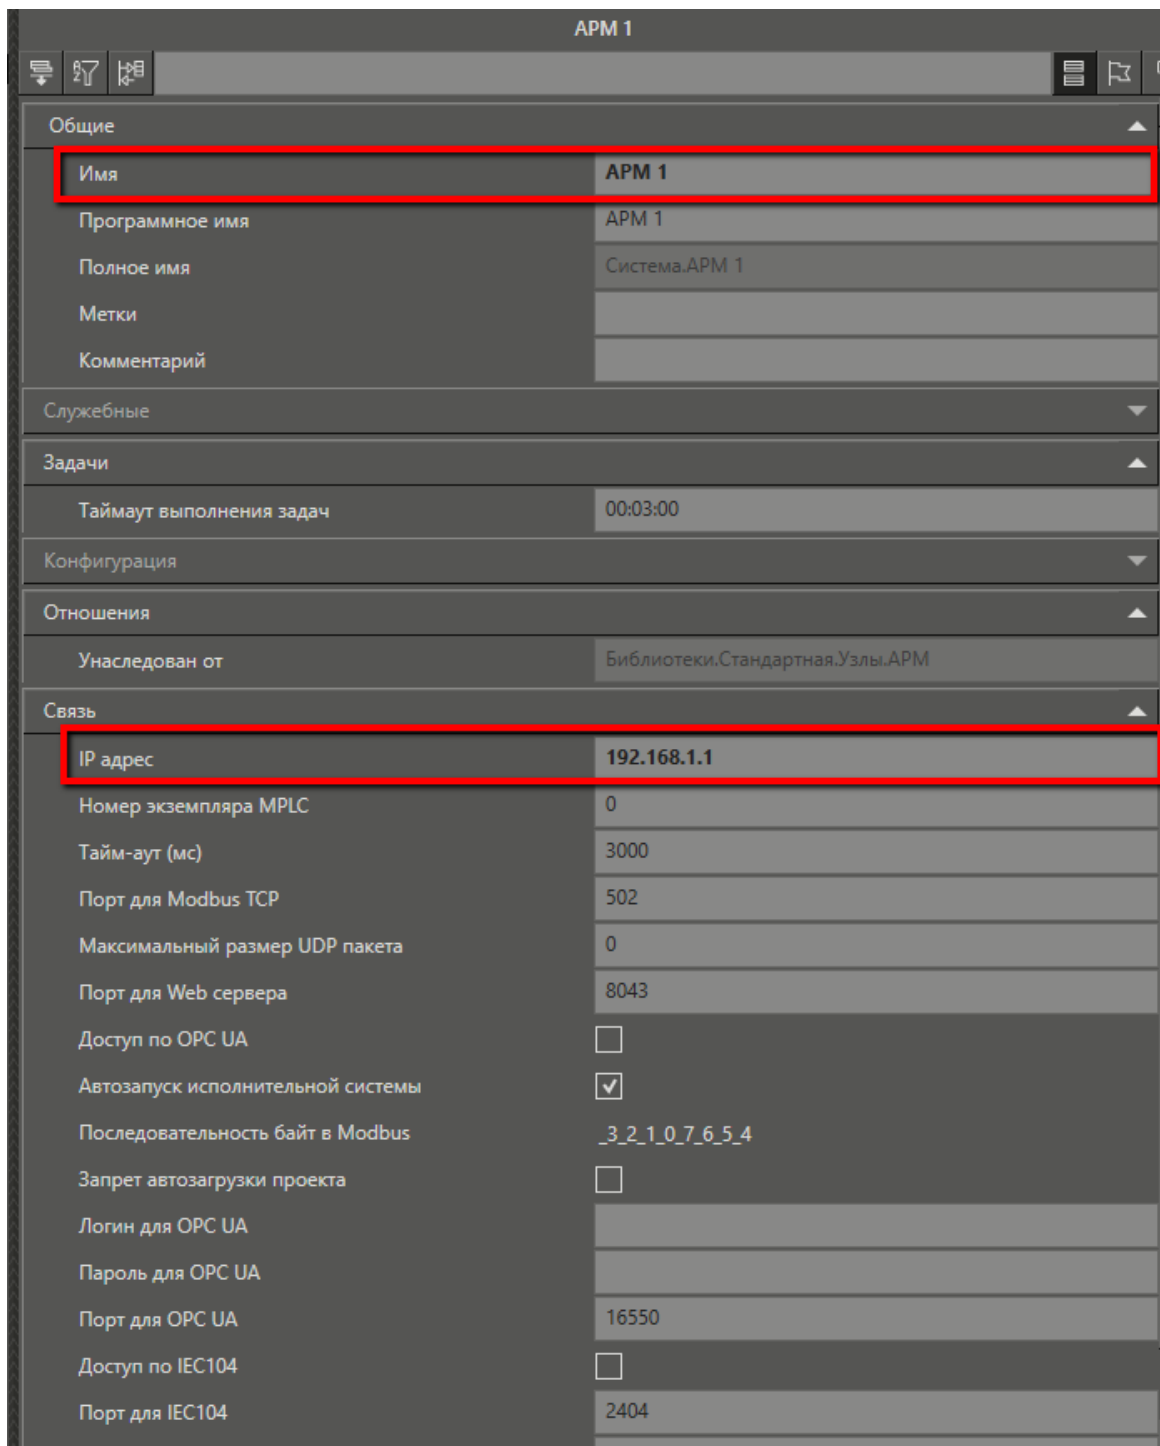 АРМ 1
Общие
Имя АРМ 1
Программное имя АРМ 1
Полное имя Система.АРМ 1
Метки
Комментарий
Служебные
Задачи
Таймаут выполнения задач 00:03:00
Конфигурация
Отношения
Унаследован от Библиотеки.Стандартная.Узлы.АРМ
Связь
IP адрес 192.168.1.1
Номер экземпляра MPLC 0
Тайм-аут (мс) 3000
Порт для Modbus TCP 502
Максимальный размер UDP пакета 0
Порт для Web сервера 8043
Доступ по OPC UA
Автозапуск исполнительной системы
Последовательность байт в Modbus _3_2_1_0_7_6_5_4
Запрет автозагрузки проекта
Логин для OPC UA
Пароль для OPC UA
Порт для OPC UA 16550
Доступ по IEC104
Порт для IEC104 2404